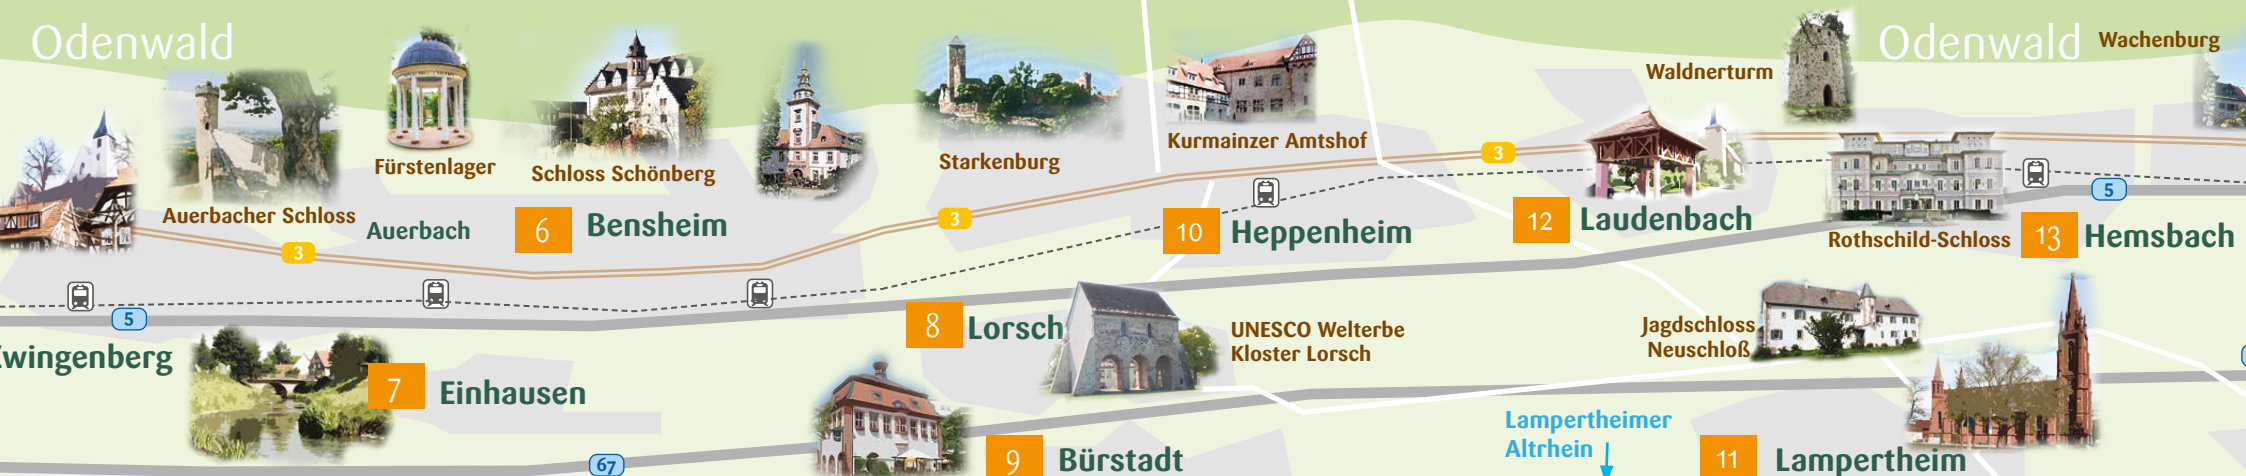 Odenwald
Odenwald
Wachenburg
Waldnerturm
Kurmainzer Amtshof
Starkenburg
Fürstenlager
Schloss Schönberg
Auerbacher Schloss
Auerbach
6 Bensheim
3
3
3
10 Heppenheim
12 Laudenbach
Rothschild-Schloss
13 Hemsbach
5
5
wingenberg
7 Einhausen
8 Lorsch
UNESCO Welterbe
Kloster Lorsch
Jagdschloss
Neuschloß
Lampertheimer
Altrhein
67
9 Bürstadt
11 Lampertheim